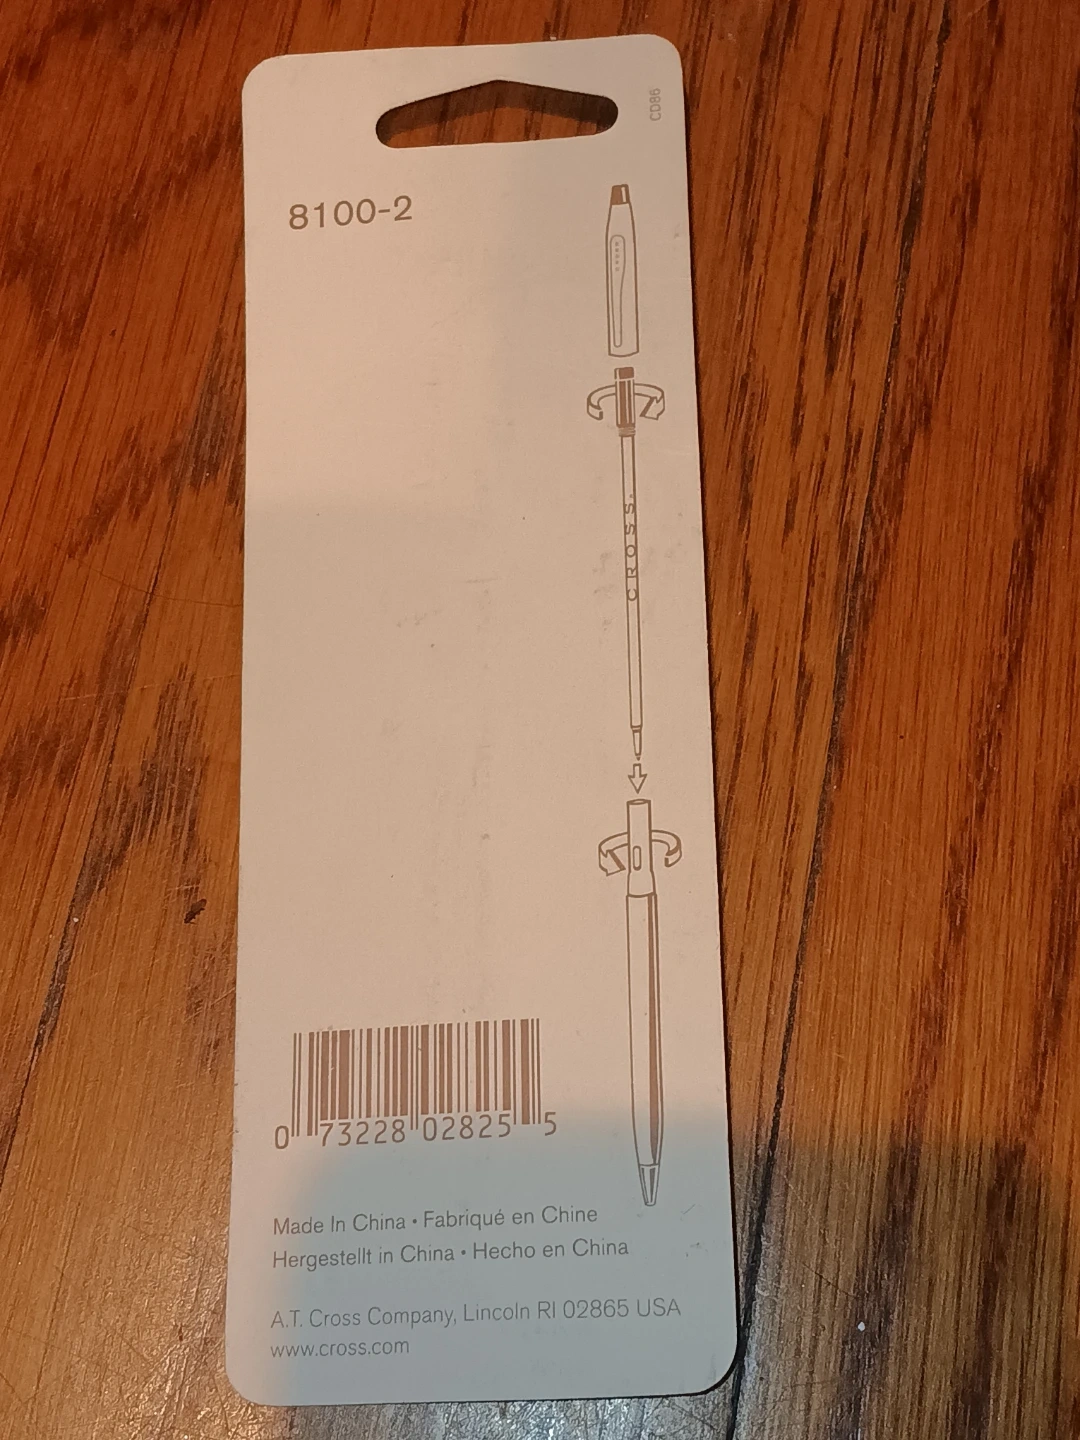 CD86
8100-2
CROSS.
0 73228 02825 5
Made In China • Fabriqué en Chine
Hergestellt in China • Hecho en China
A.T. Cross Company, Lincoln RI 02865 USA
www.cross.com